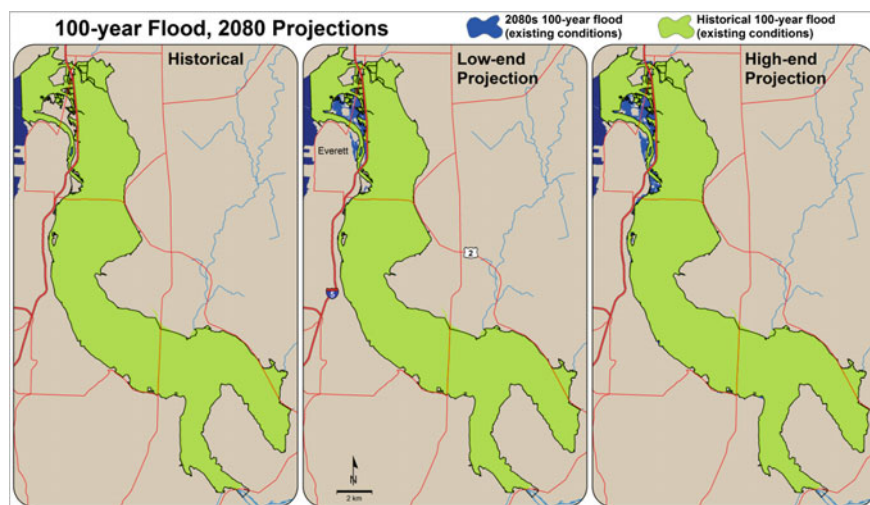 100-year Flood, 2080 Projections
2080s 100-year flood
(existing conditions)
Historical 100-year flood
(existing conditions)
Historical
Low-end
Projection
High-end
Projection
Everett
2
5
N
2 km